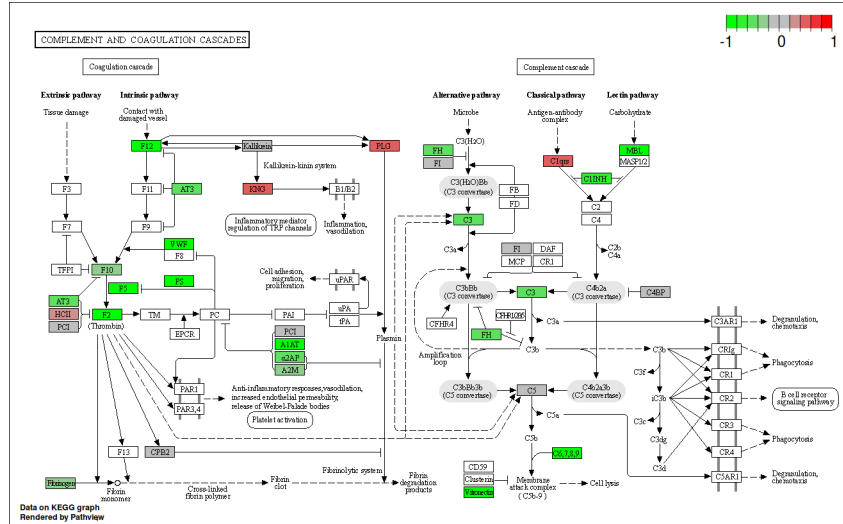 -1 0 1
COMPLEMENT AND COAGULATION CASCADES
Coagulation cascade
Complement cascade
Extrinsic pathway
Intrinsic pathway
Alternative pathway
Classical pathway
Lectin pathway
Tissue damage
Contact with
damaged vessel
Microbe
Antigen-antibody
complex
Carbohydrate
F12
Kallikrein
PLG
C3(H2O)
FH
FI
C1qrs
MBL
MASP1/2
Kallikrein-kinin system
C1INH
F3
F11
AT3
KNG
B1/B2
C3(H2O)Bb
(C3 convertase)
FB
FD
C2
C4
F7
F9
Inflammatory mediator
regulation of TRP channels
Inflammation,
vasodilation
C3
VWF
F8
C3a
FI
DAF
MCP
CR1
C2b
C4a
TFPI
F10
Cell adhesion,
migration,
proliferation
uPAR
F5
PS
C3bBb
(C3 convertase)
C3
C4b2a
(C3 convertase)
C4BP
AT3
HCII
PCI
F2
(Thrombin)
TM
PC
PAI
uPA
tPA
EPCR
CFHR4
C3a
C3AR1
Degradation,
chemotaxis
PCI
A1AT
α2AP
A2M
Plasmin
FH
Amplification
loop
C3b
C3b
CRIg
Phagocytosis
C3f
CR1
PAR1
PAR3,4
Anti-inflammatory responses,vasodilation,
increased endothelial permeability,
release of Weibel-Palade bodies
Platelet activation
C3bBb3b
(C5 convertase)
C5
C4b2a3b
(C5 convertase)
iC3b
CR2
B cell receptor
signaling pathway
C5a
C3c
CR3
C5b
C3dg
Phagocytosis
F13
CPB2
Fibrinolytic system
C6,7,8,9
CR4
CD59
C3d
Clusterin
Vitronectin
Membrane
attack complex
(C5b-9)
Cell lysis
C5AR1
Degradation,
chemotaxis
Fibrinogen
Fibrin
monomer
Cross-linked
fibrin polymer
Fibrin
clot
Fibrin
degradation
products
Data on KEGG graph
Rendered by Pathview